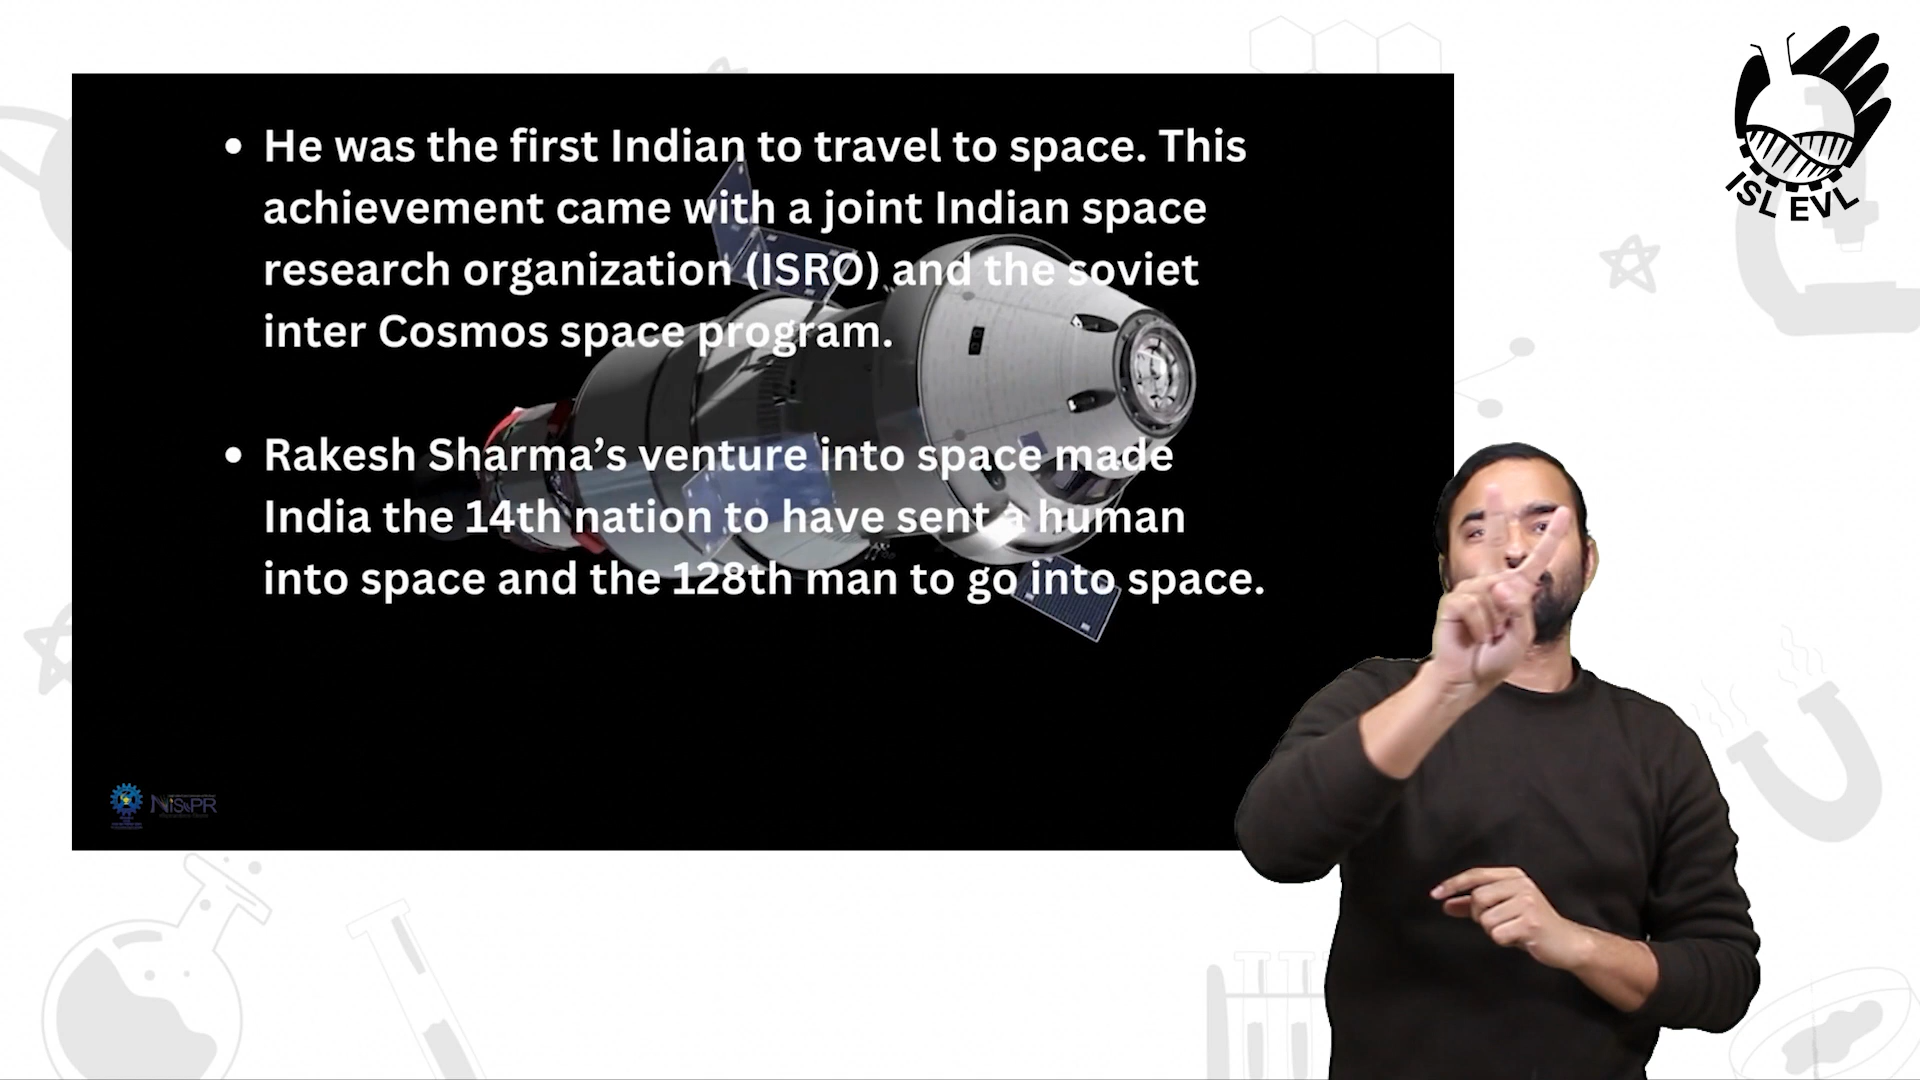 • He was the first Indian to travel to space. This
achievement came with a joint Indian space
research organization (ISRO) and the soviet
inter Cosmos space program.
• Rakesh Sharma’s venture into space made
India the 14th nation to have sent a human
into space and the 128th man to go into space.
ISL EVL
NIScPR